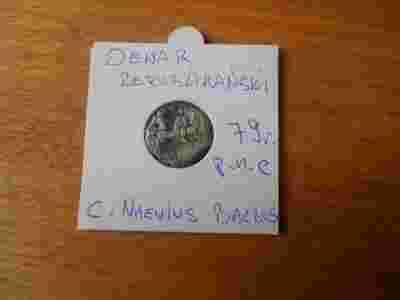 DENAR
REPUBLIKAŃSKI
79r.
p.n.e
C. NAEVIUS BALBUS